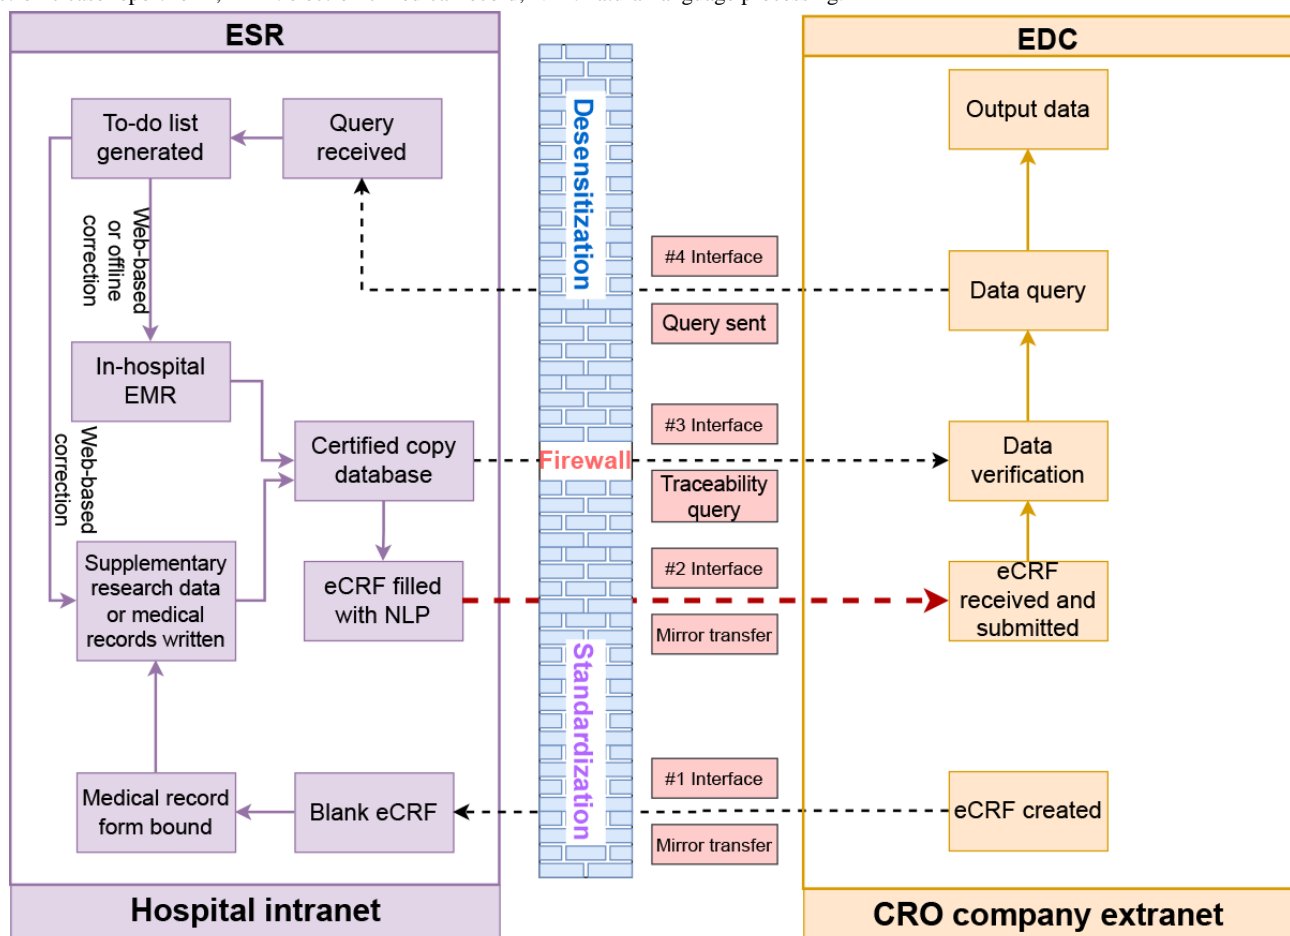 ESR
EDC
To-do list
generated
Query
received
Output data
Desensitization
Web-based
or offline
correction
#4 Interface
Data query
Query sent
In-hospital
EMR
#3 Interface
Web-based
correction
Certified copy
database
Firewall
Data
verification
Traceability
query
Supplementary
research data
or medical
records written
eCRF filled
with NLP
#2 Interface
eCRF
received and
submitted
Mirror transfer
Standardization
#1 Interface
Medical record
form bound
Blank eCRF
eCRF created
Mirror transfer
Hospital intranet
CRO company extranet